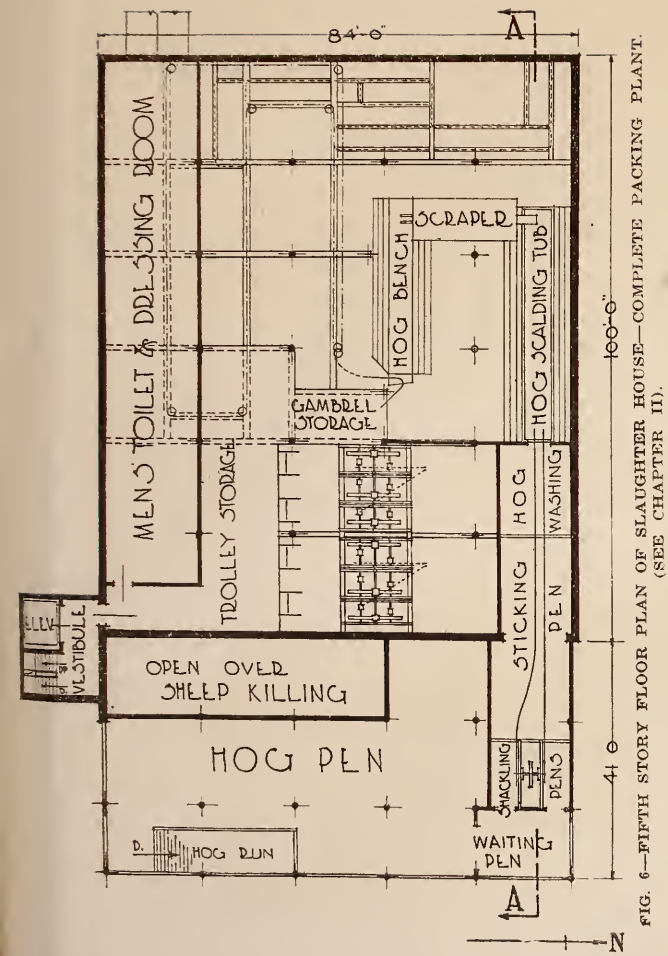 84'-0"
A
MENS' TOILET & DRESSING ROOM
SCRAPER
HOG BENCH
HOG SCALDING TUB
100'-0"
GAMBREL
STORAGE
TROLLEY STORAGE
HOG
WASHING
STICKING
PEN
ELEV.
VESTIBULE
OPEN OVER
SHEEP KILLING
HOG PEN
SHACKLING
PENS
41'0
D.
HOG RUN
WAITING
PEN
A
N
FIG. 6—FIFTH STORY FLOOR PLAN OF SLAUGHTER HOUSE—COMPLETE PACKING PLANT.
(SEE CHAPTER II).